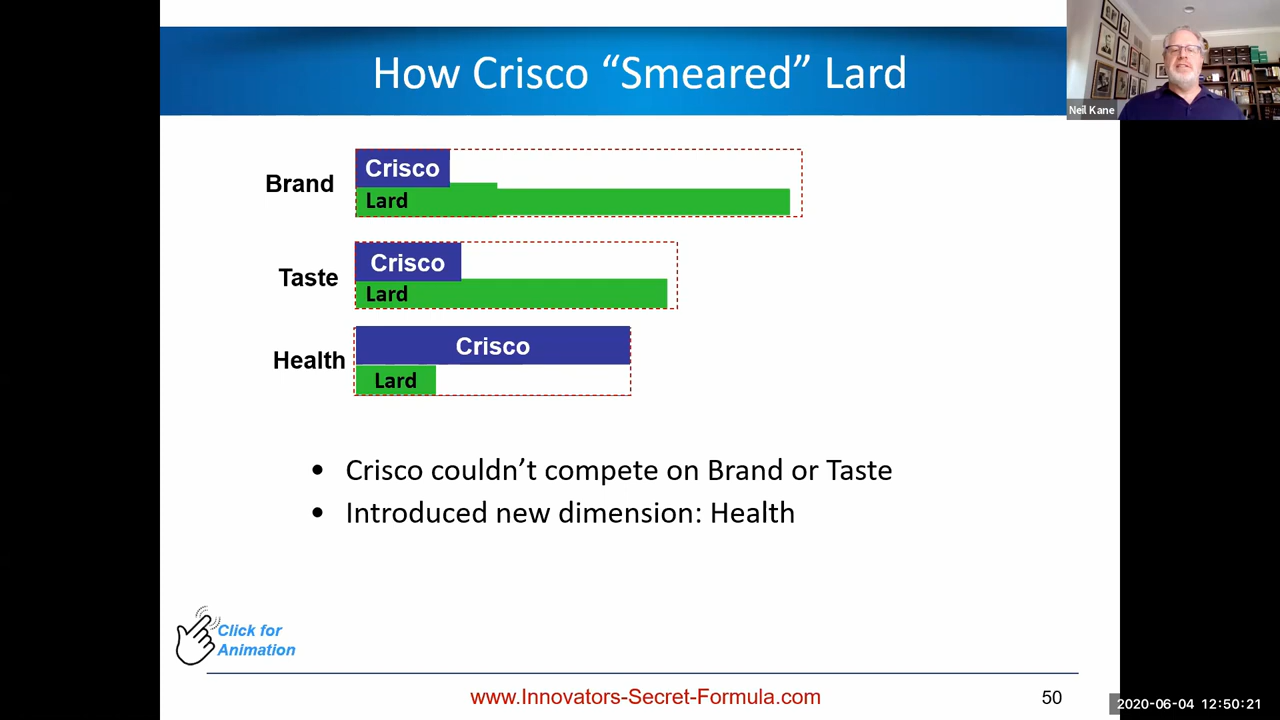 How Crisco “Smeared” Lard
Neil Kane
Brand
Crisco
Lard
Taste
Crisco
Lard
Health
Crisco
Lard
• Crisco couldn’t compete on Brand or Taste
• Introduced new dimension: Health
Click for
Animation
www.Innovators-Secret-Formula.com
50
2020-06-04 12:50:21